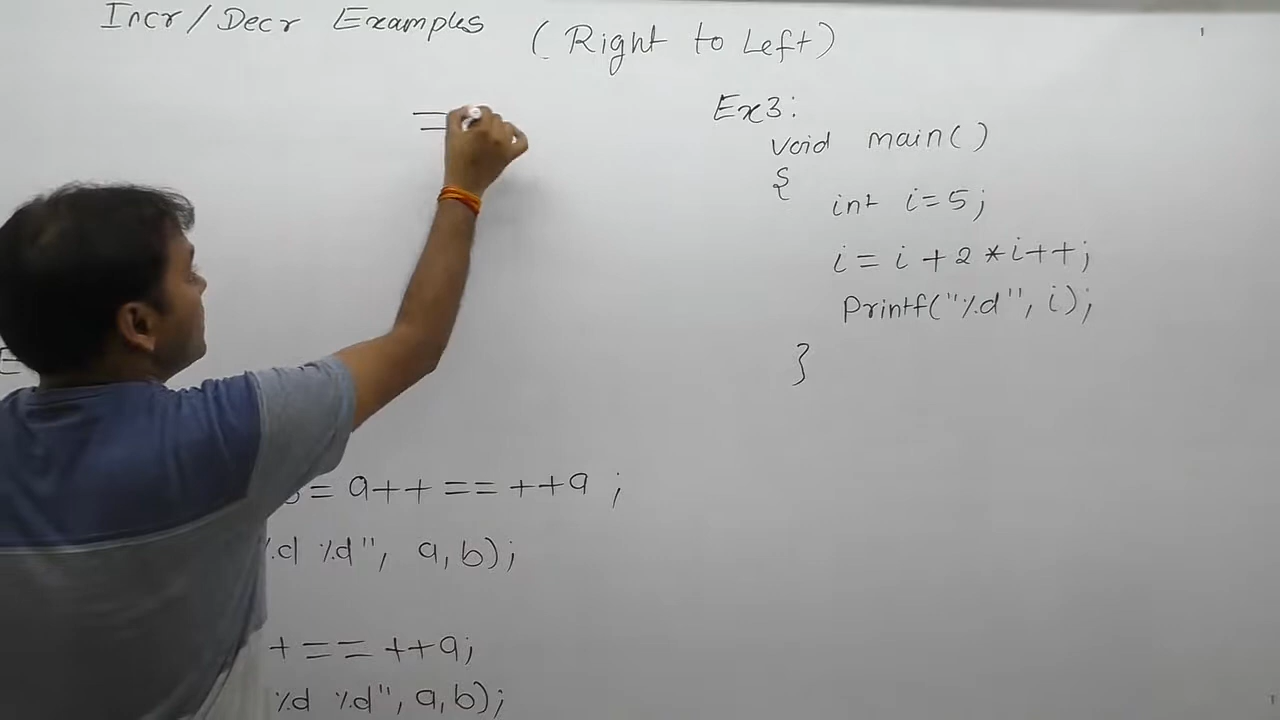 Incr/Decr Examples (Right to Left)
=
Ex3:
void main()
{
int i=5;
i = i + 2 * i++;
Printf("%d", i);
}
= a++ == ++a ;
%d %d", a, b);
+ == ++a;
%d %d", a, b);